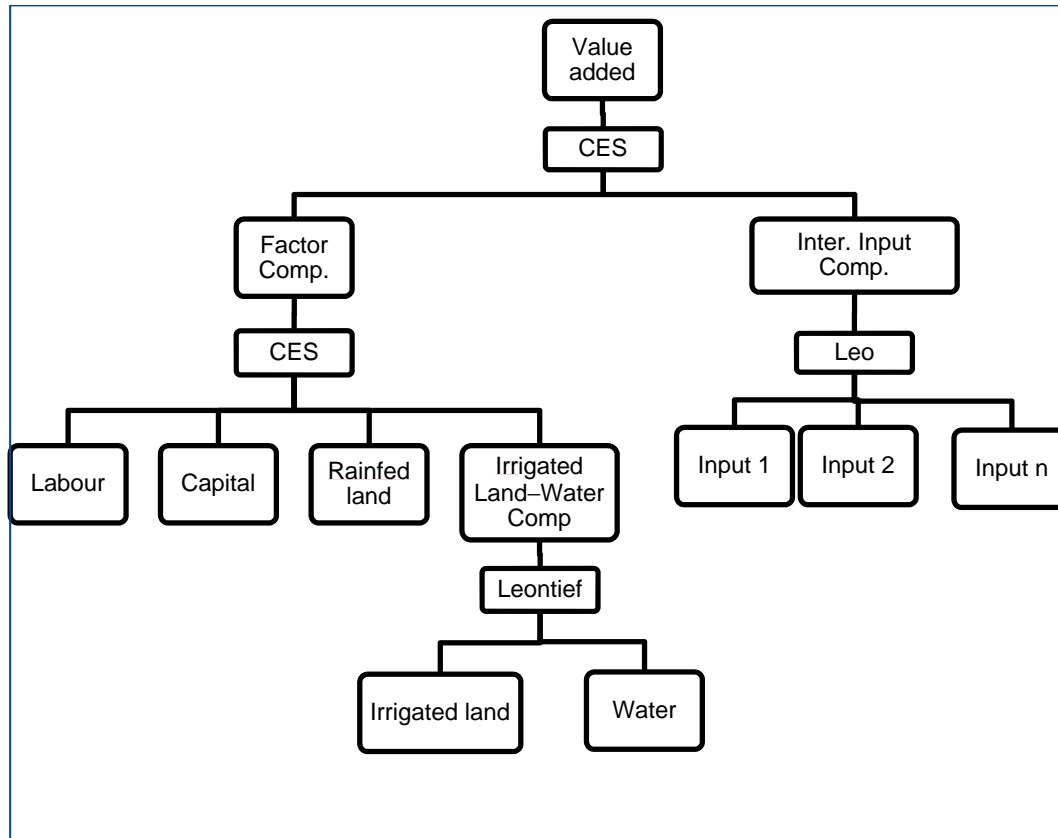 Value
added
CES
Factor
Comp.
Inter. Input
Comp.
CES
Leo
Labour
Capital
Rainfed
land
Irrigated
Land–Water
Comp
Input 1
Input 2
Input n
Leontief
Irrigated land
Water